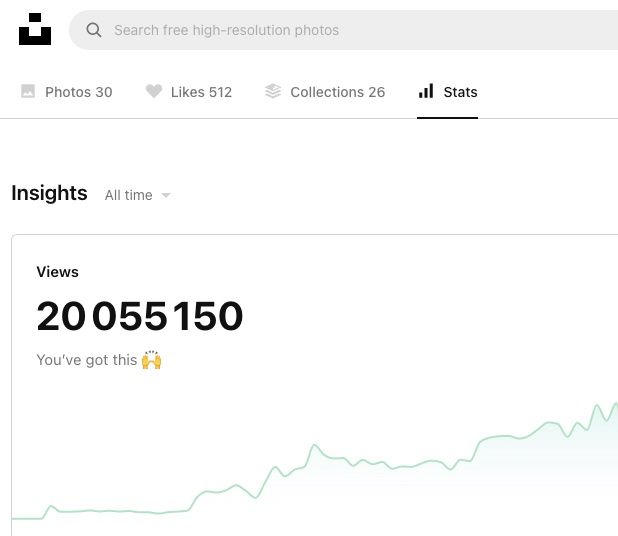 Search free high-resolution photos
Photos 30 Likes 512 Collections 26 Stats
Insights All time
Views
20 055 150
You've got this 🙌